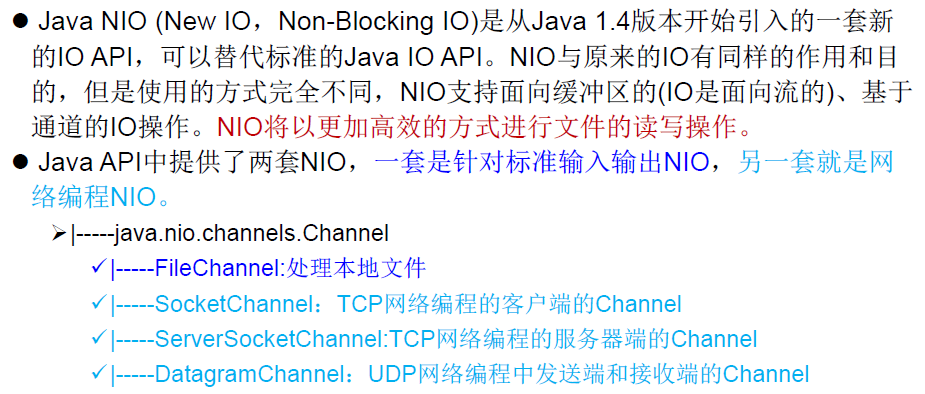 ● Java NIO (New IO，Non-Blocking IO)是从Java 1.4版本开始引入的一套新
的IO API，可以替代标准的Java IO API。NIO与原来的IO有同样的作用和目
的，但是使用的方式完全不同，NIO支持面向缓冲区的(IO是面向流的)、基于
通道的IO操作。NIO将以更加高效的方式进行文件的读写操作。
● Java API中提供了两套NIO，一套是针对标准输入输出NIO，另一套就是网
络编程NIO。
➢|-----java.nio.channels.Channel
✓|-----FileChannel:处理本地文件
✓|-----SocketChannel：TCP网络编程的客户端的Channel
✓|-----ServerSocketChannel:TCP网络编程的服务器端的Channel
✓|-----DatagramChannel：UDP网络编程中发送端和接收端的Channel